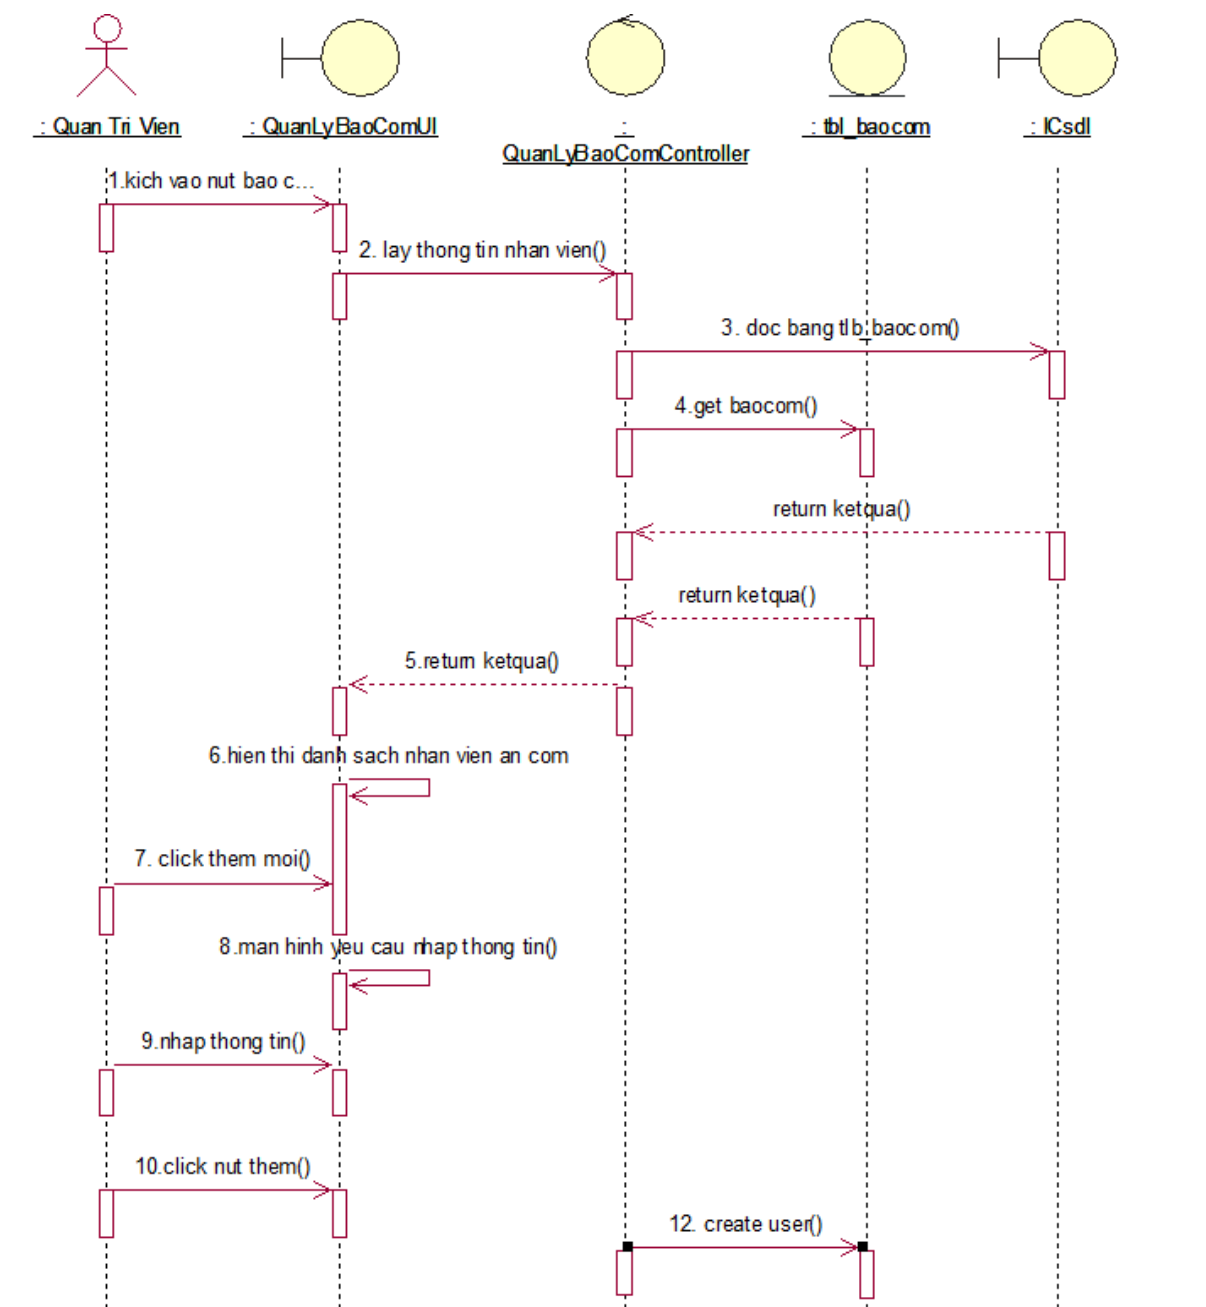 : Quan Tri Vien
: QuanLyBaoComUI
:
QuanLyBaoComController
: tbl_baocom
: ICsdl
1.kich vao nut bao c...
2. lay thong tin nhan vien()
3. doc bang tlb_baocom()
4.get baocom()
return ketqua()
return ketqua()
5.return ketqua()
6.hien thi danh sach nhan vien an com
7. click them moi()
8.man hinh yeu cau nhap thong tin()
9.nhap thong tin()
10.click nut them()
12. create user()